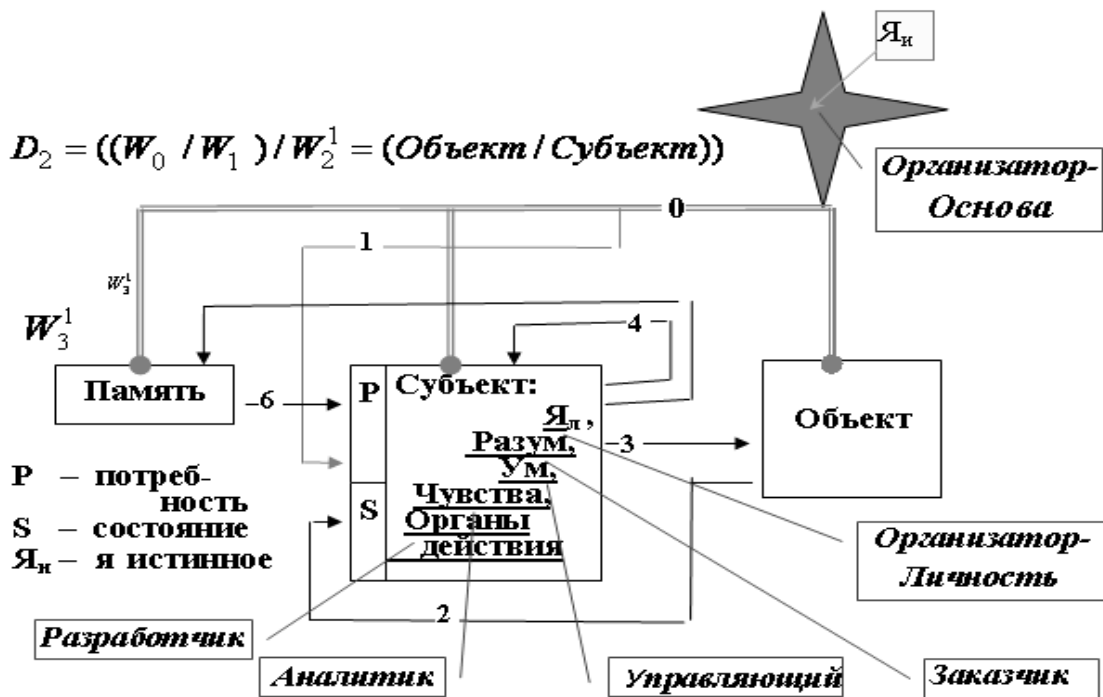 Яи
D₂ = ((W₀ / W₁ ) / W₂¹ = (Объект / Субъект))
Организатор-
Основа
0
1
W₃¹
W₃¹
4
Память
–6
P
Субъект:
Ял ,
Разум,
Ум,
Чувства,
Органы
действия
S
–3
Объект
P – потреб-
ность
S – состояние
Яи – я истинное
Организатор-
Личность
2
Разработчик
Аналитик
Управляющий
Заказчик